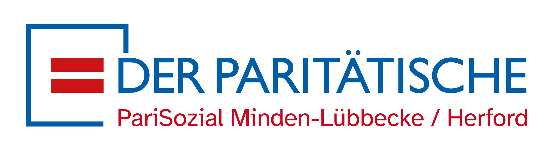 DER PARITÄTISCHE
PariSozial Minden-Lübbecke / Herford